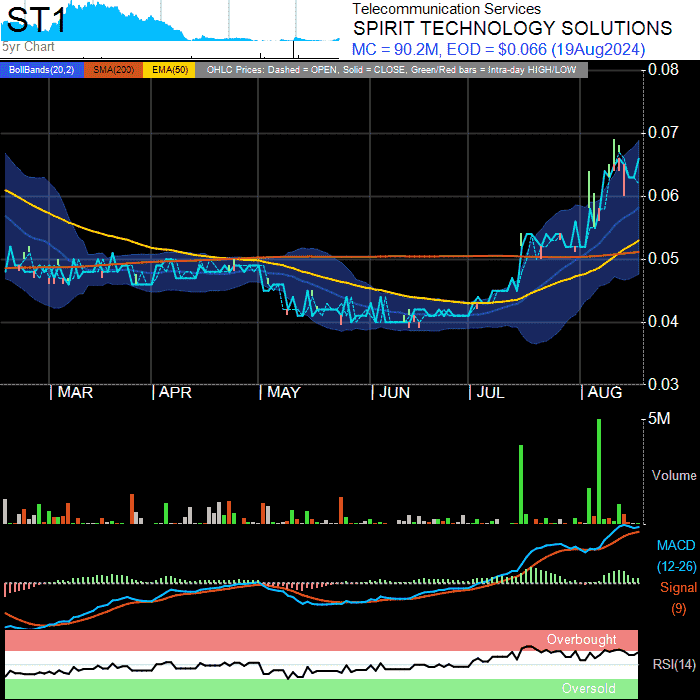 ST1
5yr Chart
Telecommunication Services
SPIRIT TECHNOLOGY SOLUTIONS
MC = 90.2M, EOD = $0.066 (19Aug2024)
BollBands(20,2) SMA(200) EMA(50) OHLC Prices: Dashed = OPEN, Solid = CLOSE, Green/Red bars = Intra-day HIGH/LOW
0.08
0.07
0.06
0.05
0.04
0.03
MAR APR MAY JUN JUL AUG
5M
Volume
MACD
(12-26)
Signal
(9)
Overbought
RSI(14)
Oversold